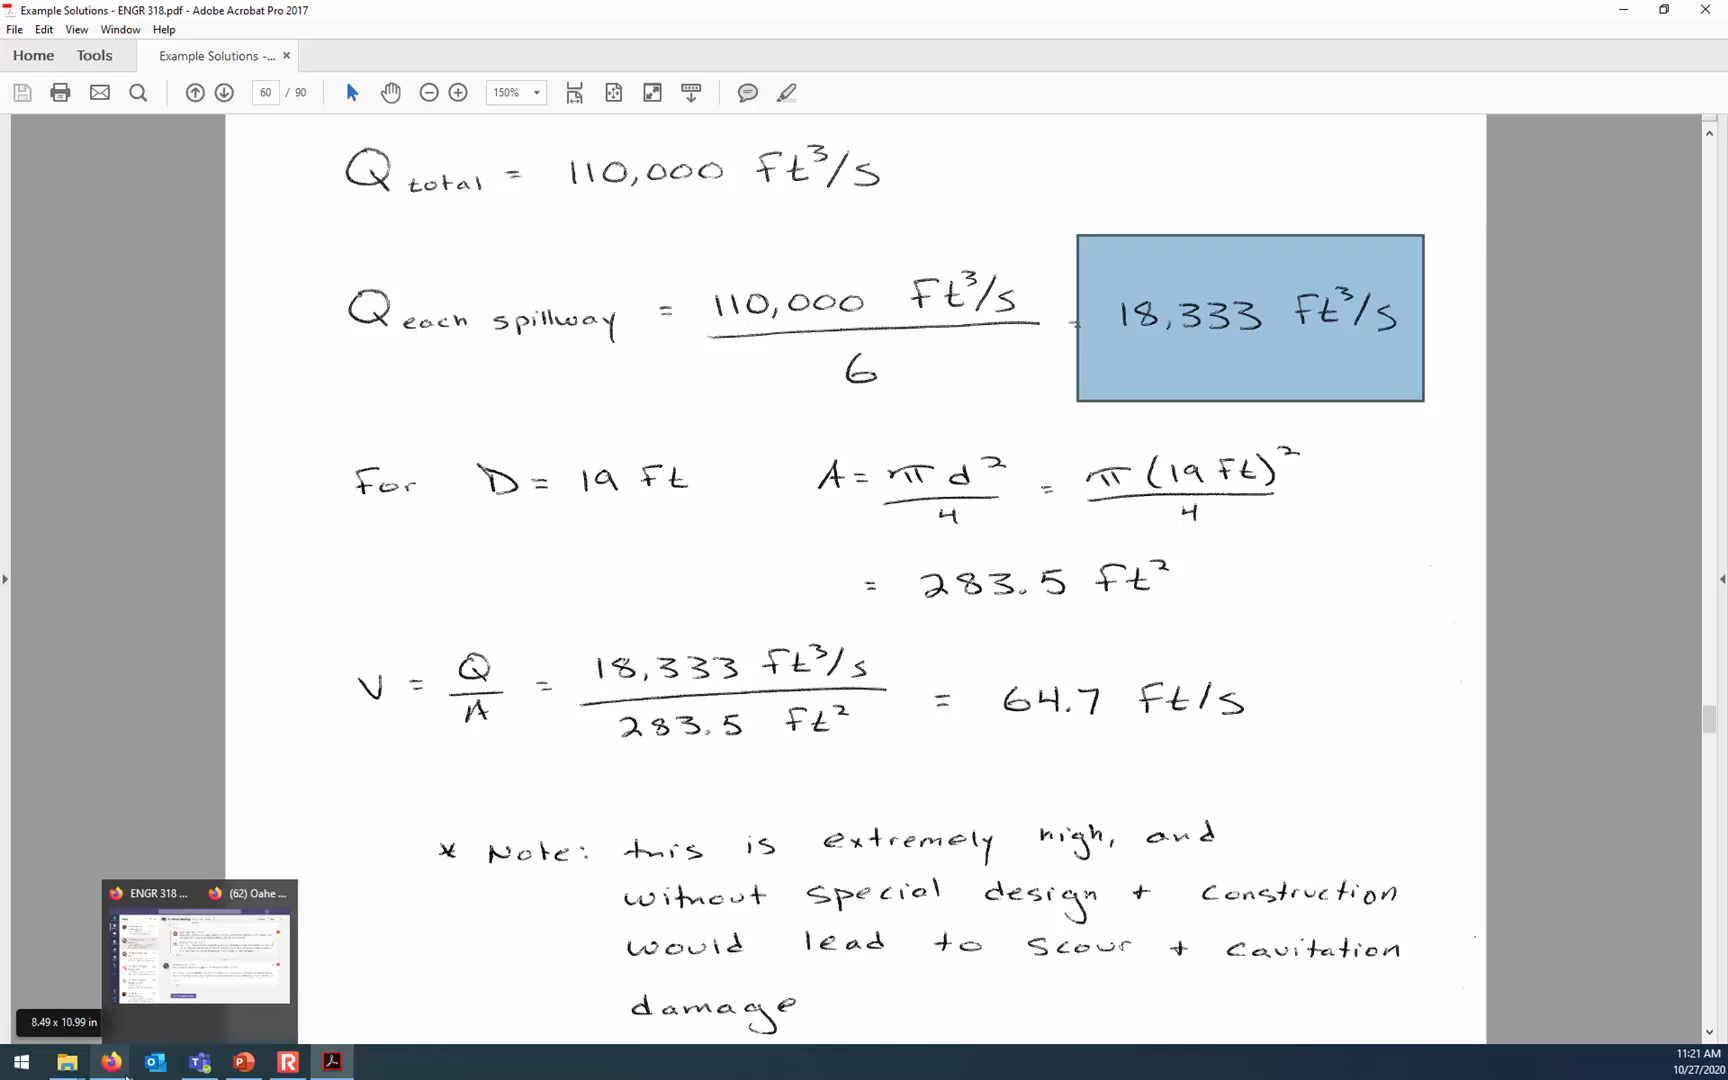 Example Solutions - ENGR 318.pdf - Adobe Acrobat Pro 2017
File Edit View Window Help
Home Tools Example Solutions -... ×
60 / 90 150%
Q total = 110,000 ft³/s
Q each spillway = 110,000 ft³/s / 6 = 18,333 ft³/s
For D = 19 ft A = πd²/4 = π(19 ft)²/4
= 283.5 ft²
V = Q/A = 18,333 ft³/s / 283.5 ft² = 64.7 ft/s
* Note: this is extremely high, and
without special design + construction
would lead to scour + cavitation
damage
ENGR 318 ... (62) Oahe ...
8.49 x 10.99 in
11:21 AM
10/27/2020